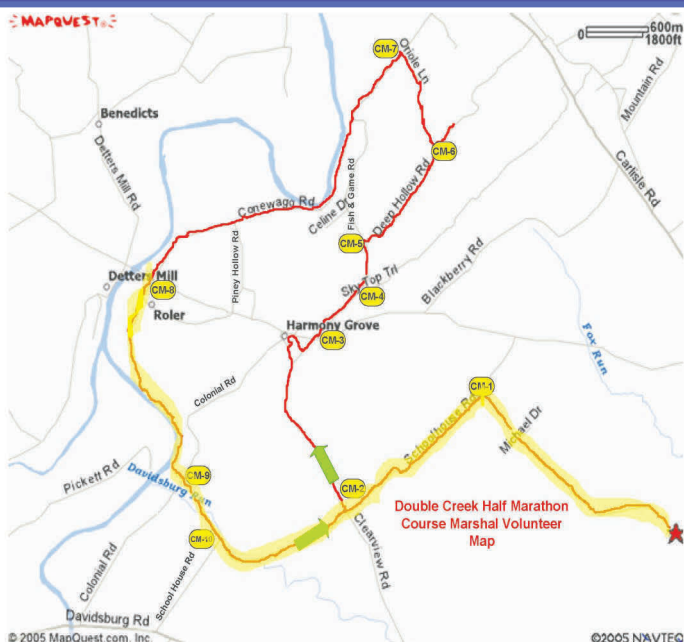 MAPQUEST
0
600m
1800ft
CM-7
Oriole Ln
Mountain Rd
Benedicts
Detters Mill Rd
CM-6
Carlisle Rd
Fish & Game Rd
Deep Hollow Rd
Conewago Rd
Celine Dr
CM-5
Piney Hollow Rd
Sky Top Trl
Blackberry Rd
Detters Mill
CM-8
CM-4
Roler
Harmony Grove
CM-3
Fox Run
Colonial Rd
CM-1
Schoolhouse Rd
Michael Dr
Pickett Rd
Davidsburg Run
CM-9
CM-2
Double Creek Half Marathon
Course Marshal Volunteer
Map
Clearview Rd
CM-10
Colonial Rd
School House Rd
Davidsburg Rd
© 2005 MapQuest.com, Inc.
©2005 NAVTEQ